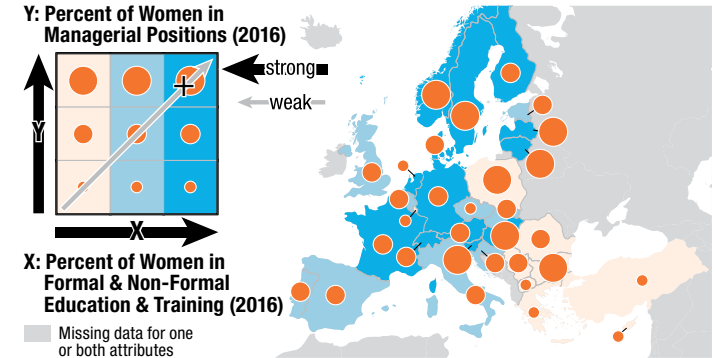 Y: Percent of Women in
Managerial Positions (2016)
strong
weak
Y
X
X: Percent of Women in
Formal & Non-Formal
Education & Training (2016)
Missing data for one
or both attributes